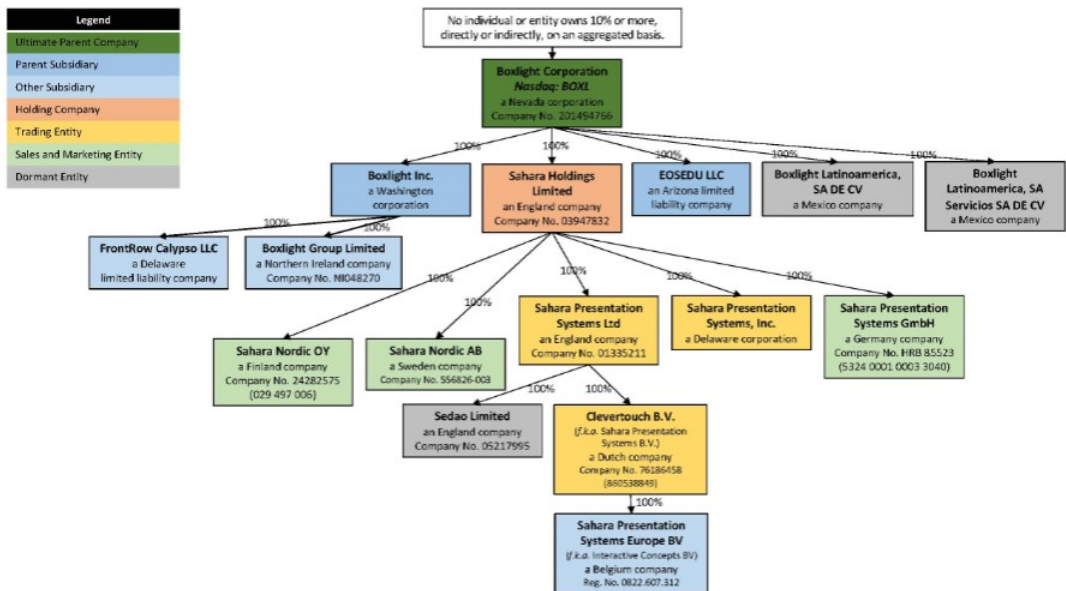 Legend
Ultimate Parent Company
Parent Subsidiary
Other Subsidiary
Holding Company
Trading Entity
Sales and Marketing Entity
Dormant Entity
No individual or entity owns 10% or more,
directly or indirectly, on an aggregated basis.
Boxlight Corporation
Nasdaq: BOXL
a Nevada corporation
Company No. 201494766
100%
100%
100%
100%
100%
Boxlight Inc.
a Washington
corporation
Sahara Holdings
Limited
an England company
Company No. 03947832
EOSEDU LLC
an Arizona limited
liability company
Boxlight Latinoamerica,
SA DE CV
a Mexico company
Boxlight
Latinoamerica, SA
Servicios SA DE CV
a Mexico company
100%
100%
FrontRow Calypso LLC
a Delaware
limited liability company
Boxlight Group Limited
a Northern Ireland company
Company No. NI048270
100%
100%
100%
100%
100%
Sahara Nordic OY
a Finland company
Company No. 24282575
(029 497 006)
Sahara Nordic AB
a Sweden company
Company No. 556826-003
Sahara Presentation
Systems Ltd
an England company
Company No. 01335211
Sahara Presentation
Systems, Inc.
a Delaware corporation
Sahara Presentation
Systems GmbH
a Germany company
Company No. HRB 85523
(5324 0001 0003 3040)
100%
100%
Sedao Limited
an England company
Company No. 05217995
Clevertouch B.V.
(f.k.a. Sahara Presentation
Systems B.V.)
a Dutch company
Company No. 76186458
(860538849)
100%
Sahara Presentation
Systems Europe BV
(f.k.a. Interactive Concepts BV)
a Belgium company
Reg. No. 0822.607.312